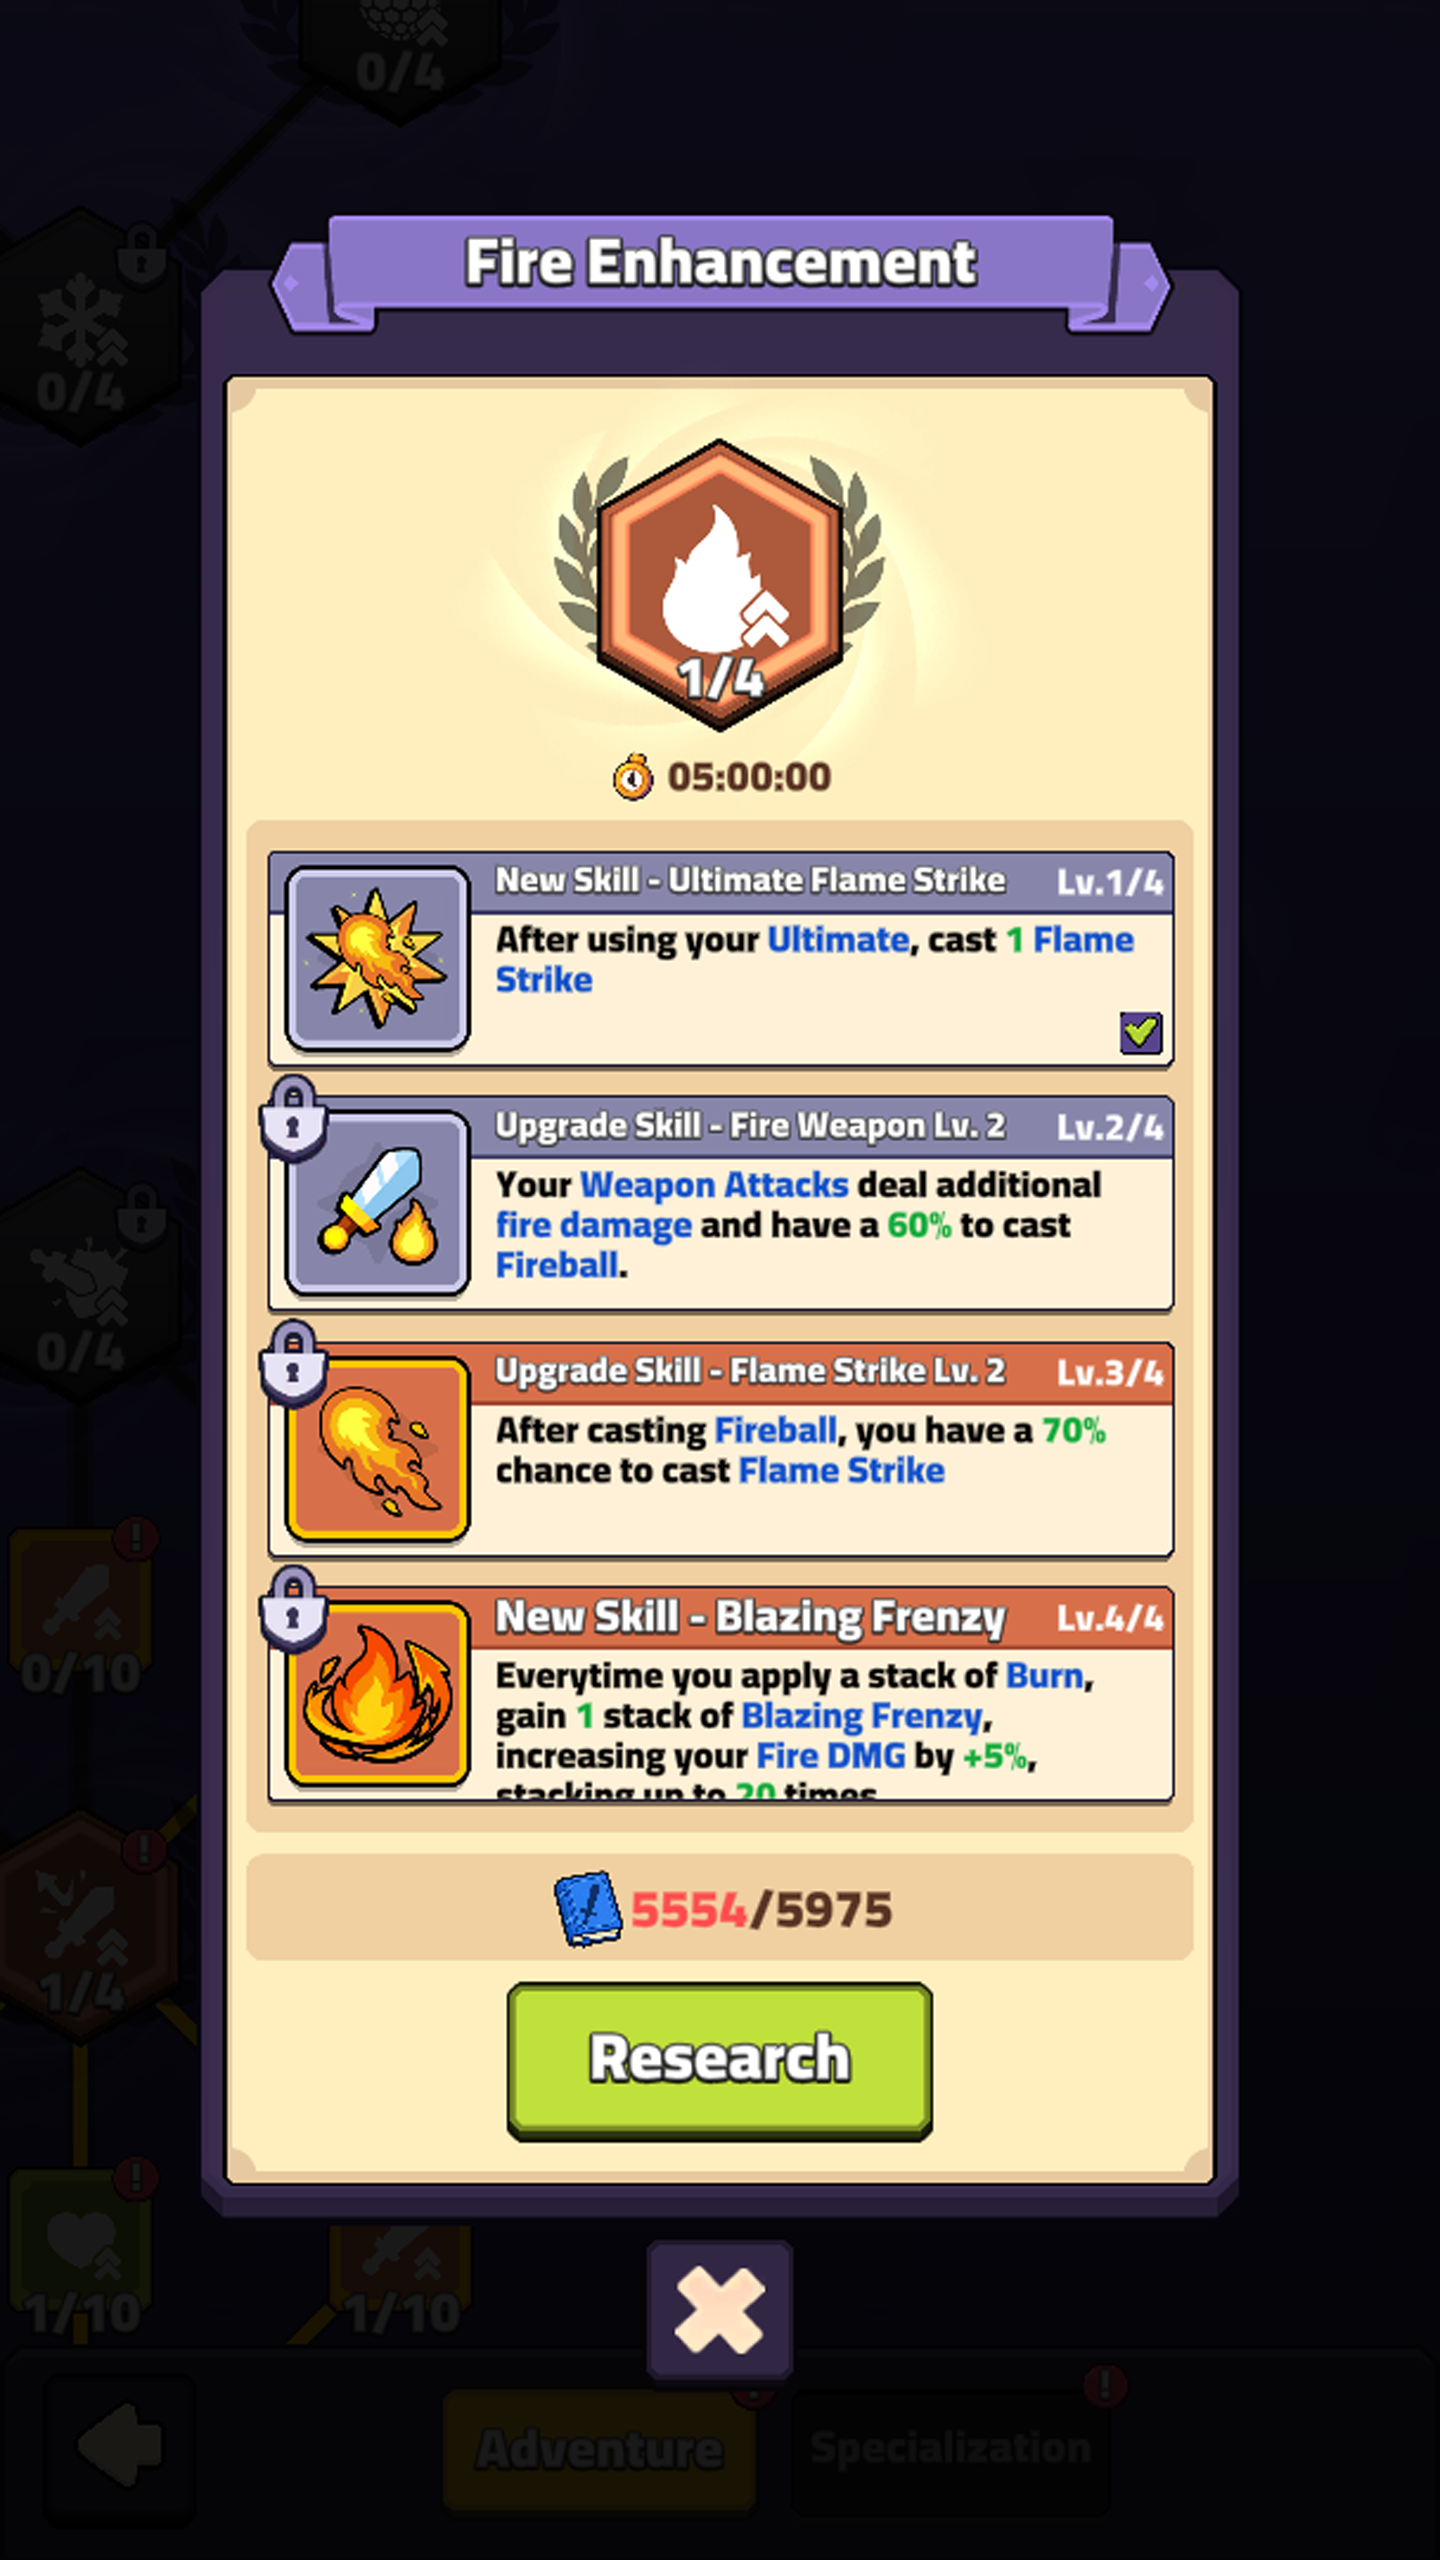 0/4
0/4
Fire Enhancement
1/4
05:00:00
New Skill - Ultimate Flame Strike Lv.1/4
After using your Ultimate, cast 1 Flame
Strike
Upgrade Skill - Fire Weapon Lv. 2 Lv.2/4
Your Weapon Attacks deal additional
fire damage and have a 60% to cast
Fireball.
0/4
Upgrade Skill - Flame Strike Lv. 2 Lv.3/4
After casting Fireball, you have a 70%
chance to cast Flame Strike
0/10
New Skill - Blazing Frenzy Lv.4/4
Everytime you apply a stack of Burn,
gain 1 stack of Blazing Frenzy,
increasing your Fire DMG by +5%,
stacking up to 20 times
5554/5975
1/4
Research
1/10
1/10
Adventure
Specialization